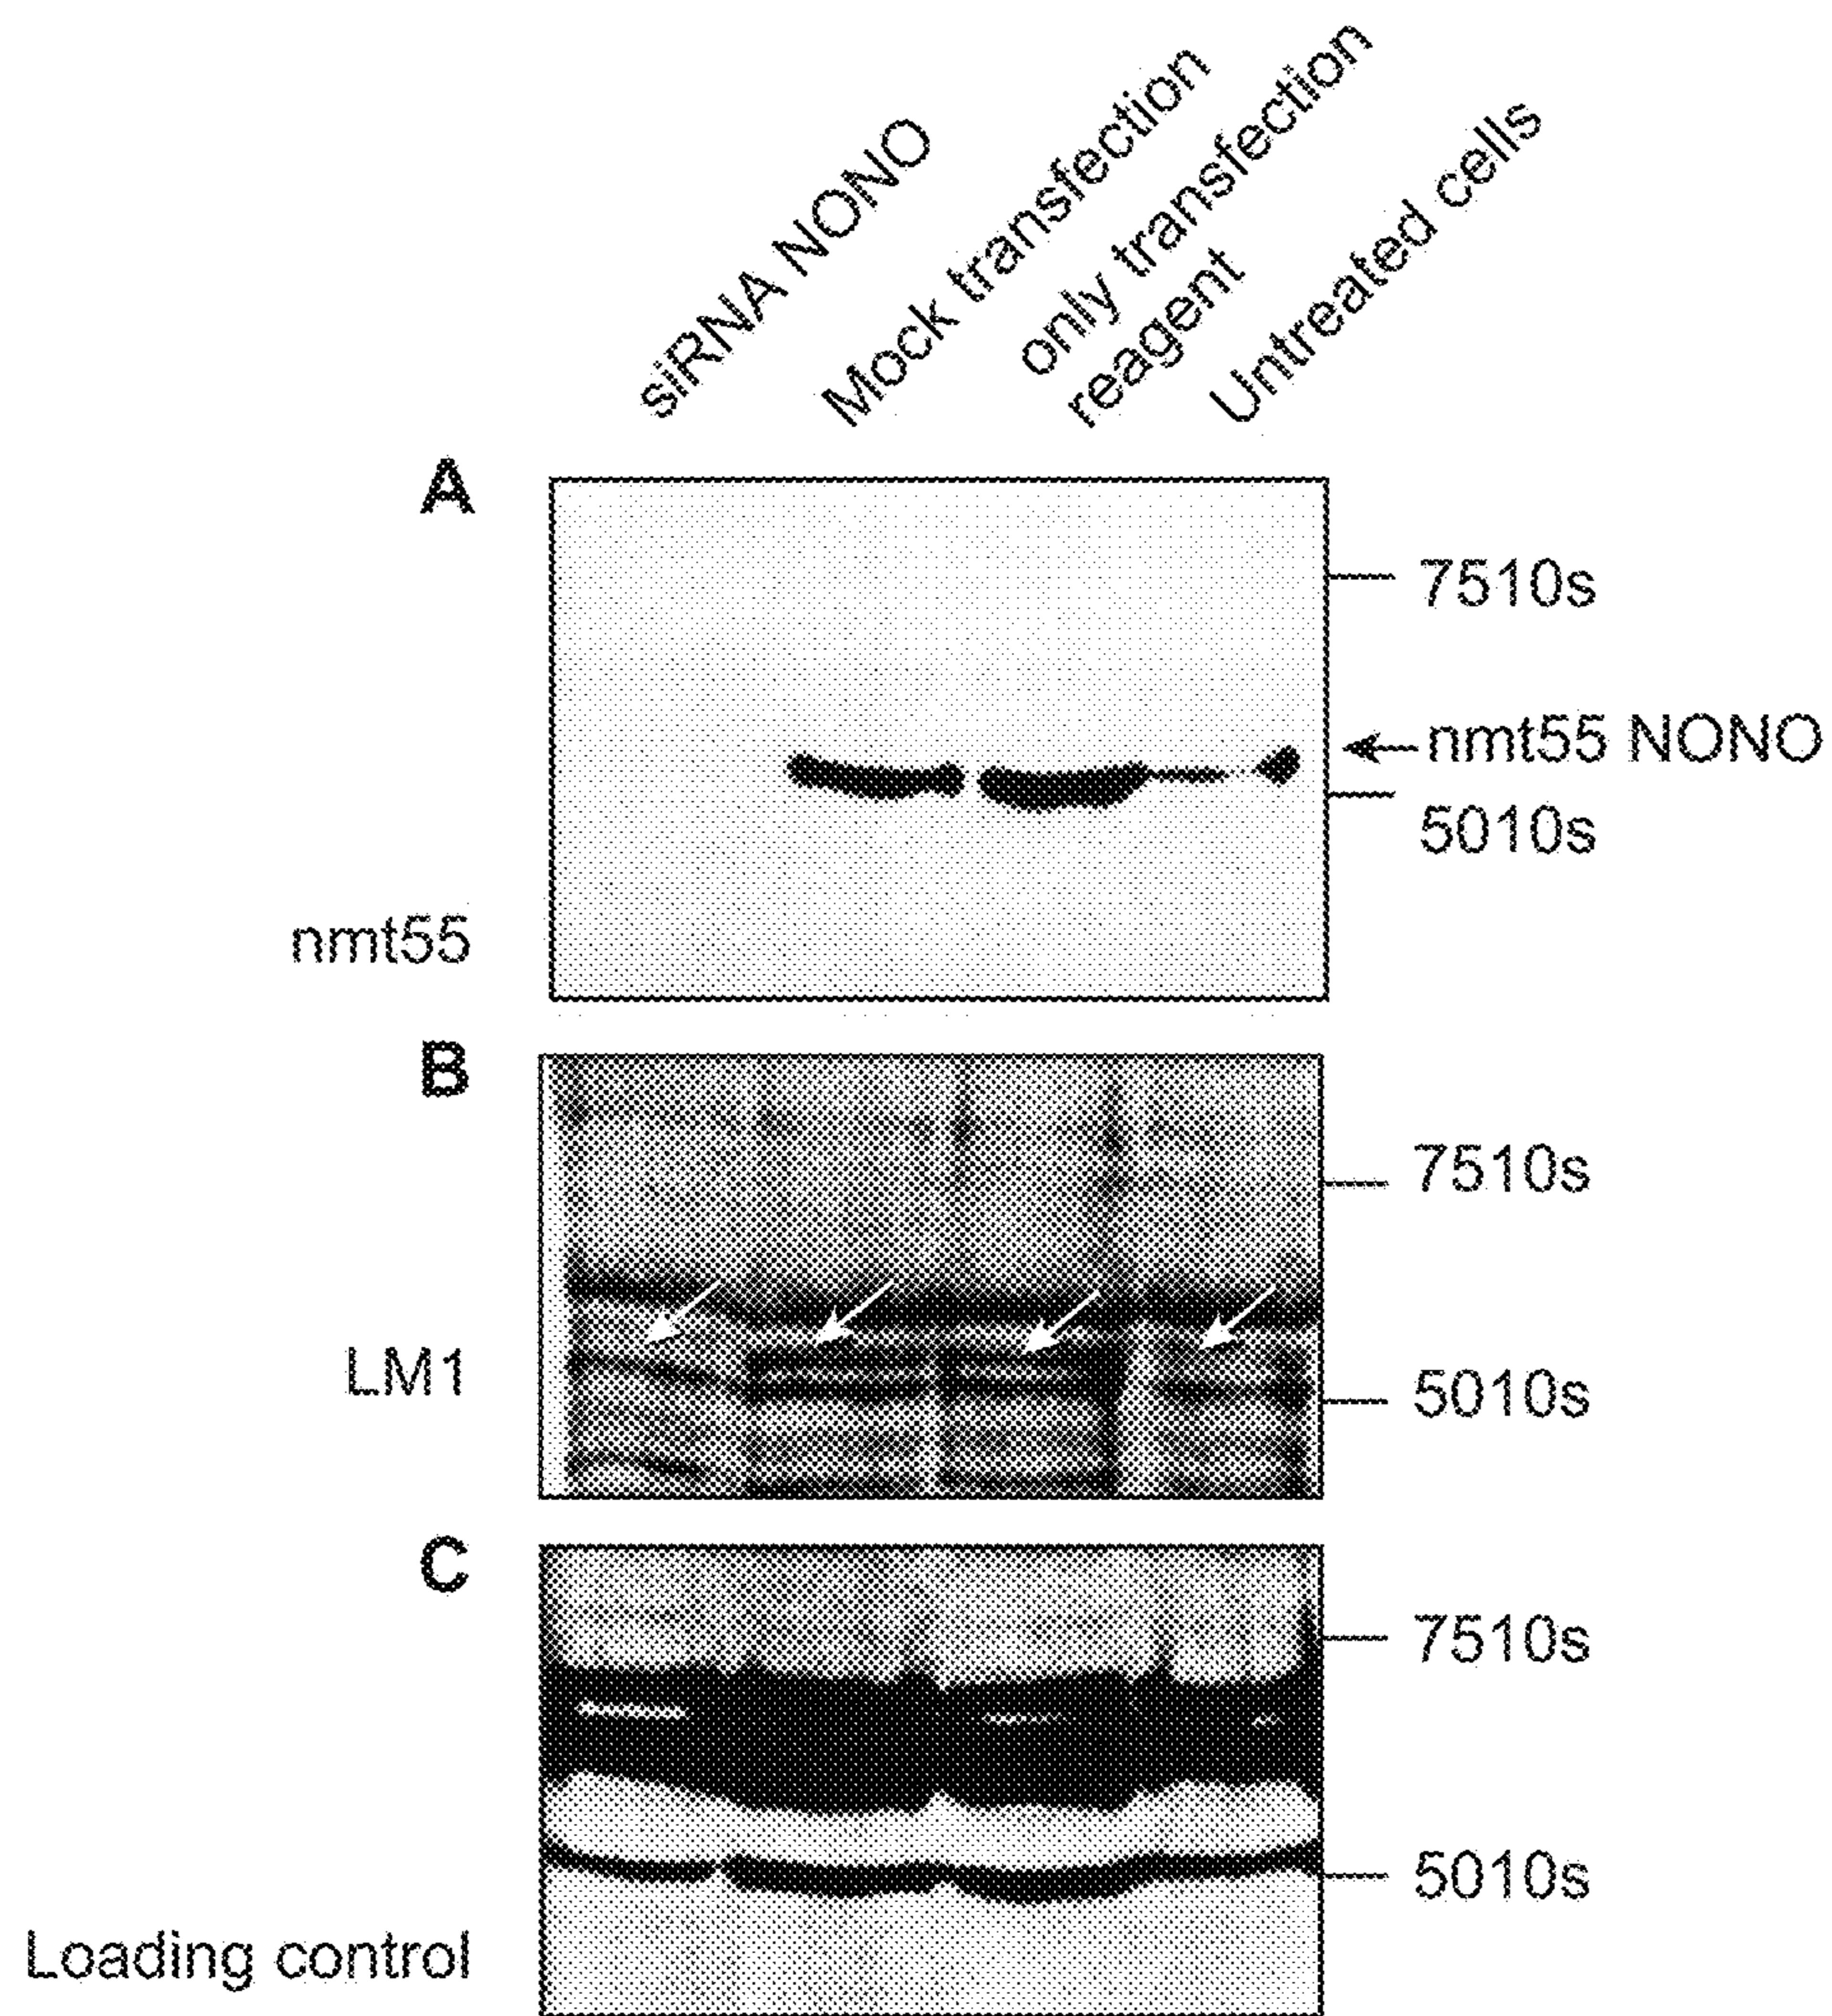 siRNA NONO
Mock transfection
only transfection
reagent
Untreated cells
A
7510s
nmt55 NONO
5010s
nmt55
B
7510s
LM1
5010s
C
7510s
5010s
Loading control